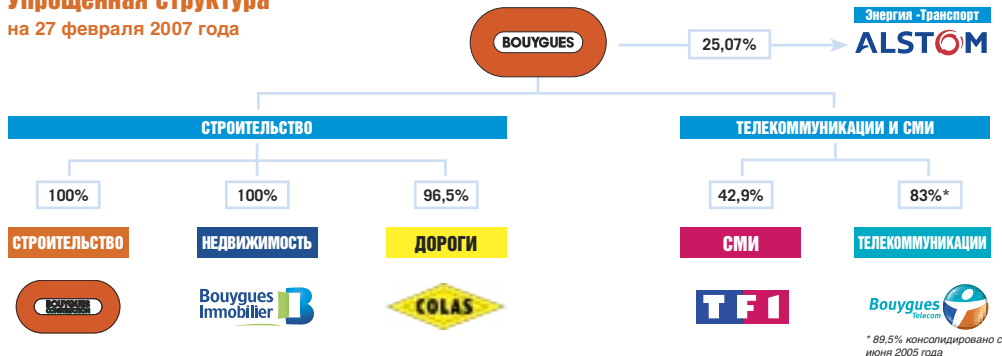 Упрощенная структура
на 27 февраля 2007 года
BOUYGUES
25,07%
Энергия -Транспорт
ALSTOM
СТРОИТЕЛЬСТВО
ТЕЛЕКОММУНИКАЦИИ И СМИ
100%
100%
96,5%
42,9%
83%*
СТРОИТЕЛЬСТВО
НЕДВИЖИМОСТЬ
ДОРОГИ
СМИ
ТЕЛЕКОММУНИКАЦИИ
BOUYGUES
CONSTRUCTION
Bouygues
Immobilier
COLAS
TF1
Bouygues
Telecom
* 89,5% консолидировано с
июня 2005 года